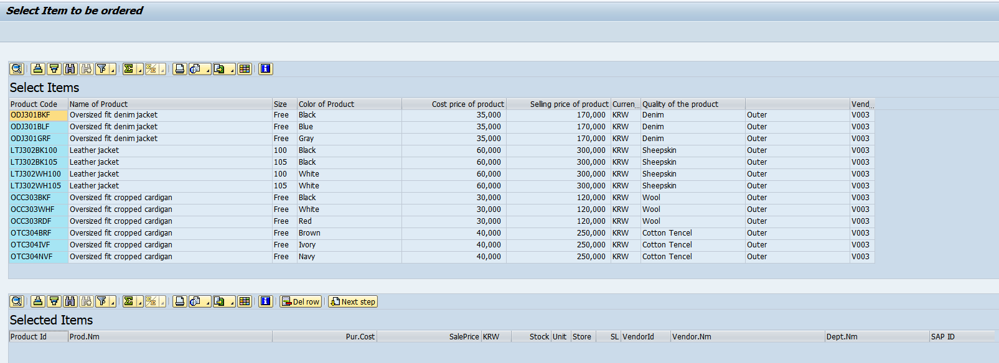 Select Item to be ordered
Select Items
Product Code Name of Product Size Color of Product Cost price of product Selling price of product Curren... Quality of the product Vend...
ODJ301BKF Oversized fit denim jacket Free Black 35,000 170,000 KRW Denim Outer V003
ODJ301BLF Oversized fit denim jacket Free Blue 35,000 170,000 KRW Denim Outer V003
ODJ301GRF Oversized fit denim jacket Free Gray 35,000 170,000 KRW Denim Outer V003
LTJ302BK100 Leather jacket 100 Black 60,000 300,000 KRW Sheepskin Outer V003
LTJ302BK105 Leather jacket 105 Black 60,000 300,000 KRW Sheepskin Outer V003
LTJ302WH100 Leather jacket 100 White 60,000 300,000 KRW Sheepskin Outer V003
LTJ302WH105 Leather jacket 105 White 60,000 300,000 KRW Sheepskin Outer V003
OCC303BKF Oversized fit cropped cardigan Free Black 30,000 120,000 KRW Wool Outer V003
OCC303WHF Oversized fit cropped cardigan Free White 30,000 120,000 KRW Wool Outer V003
OCC303RDF Oversized fit cropped cardigan Free Red 30,000 120,000 KRW Wool Outer V003
OTC304BRF Oversized fit cropped cardigan Free Brown 40,000 250,000 KRW Cotton Tencel Outer V003
OTC304IVF Oversized fit cropped cardigan Free Ivory 40,000 250,000 KRW Cotton Tencel Outer V003
OTC304NVF Oversized fit cropped cardigan Free Navy 40,000 250,000 KRW Cotton Tencel Outer V003
Del row Next step
Selected Items
Product Id Prod.Nm Pur.Cost SalePrice KRW Stock Unit Store SL VendorId Vendor.Nm Dept.Nm SAP ID